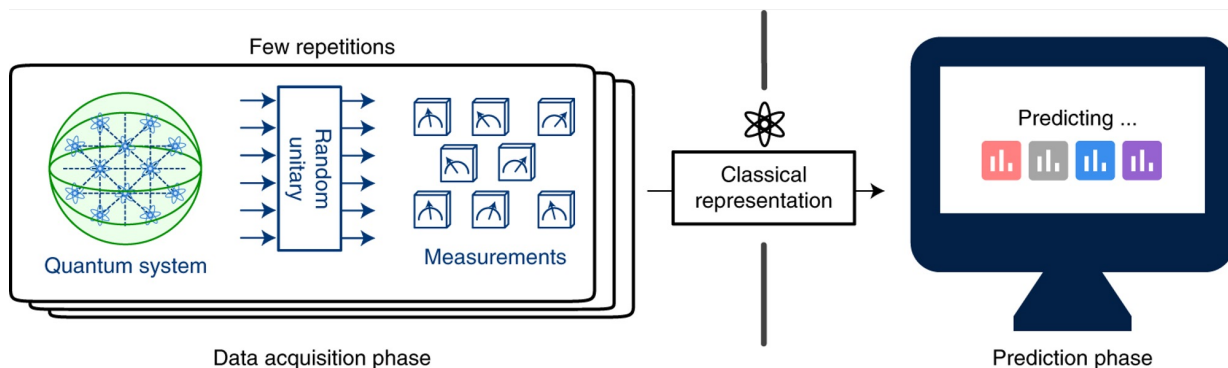 Few repetitions
Quantum system
Random
unitary
Measurements
Data acquisition phase
Classical
representation
Predicting ...
Prediction phase